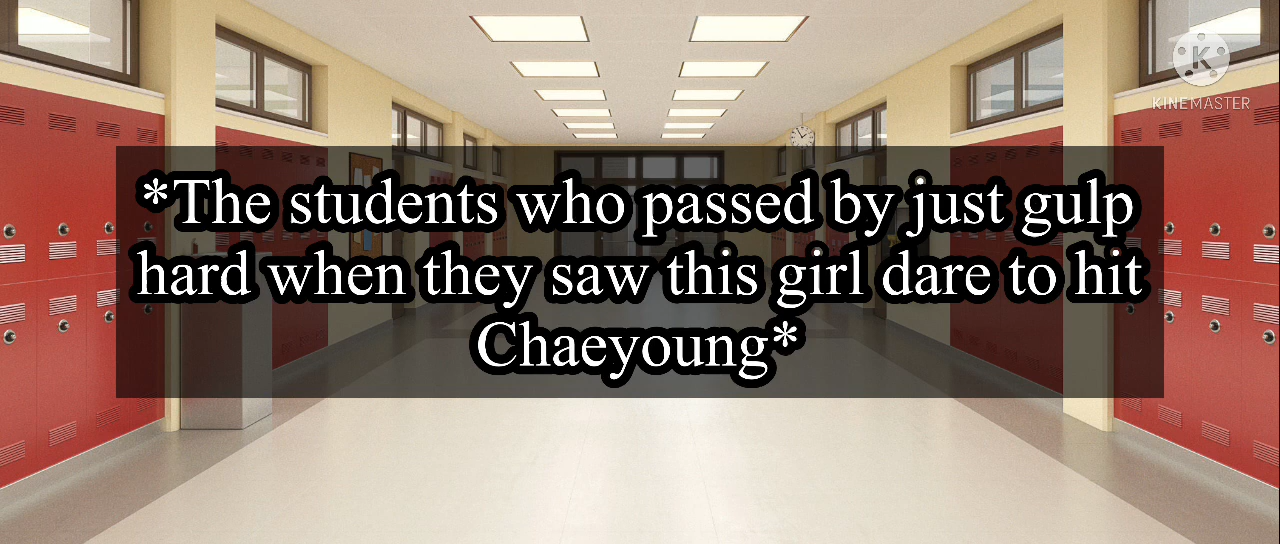 K
KINEMASTER
*The students who passed by just gulp
hard when they saw this girl dare to hit
Chaeyoung*